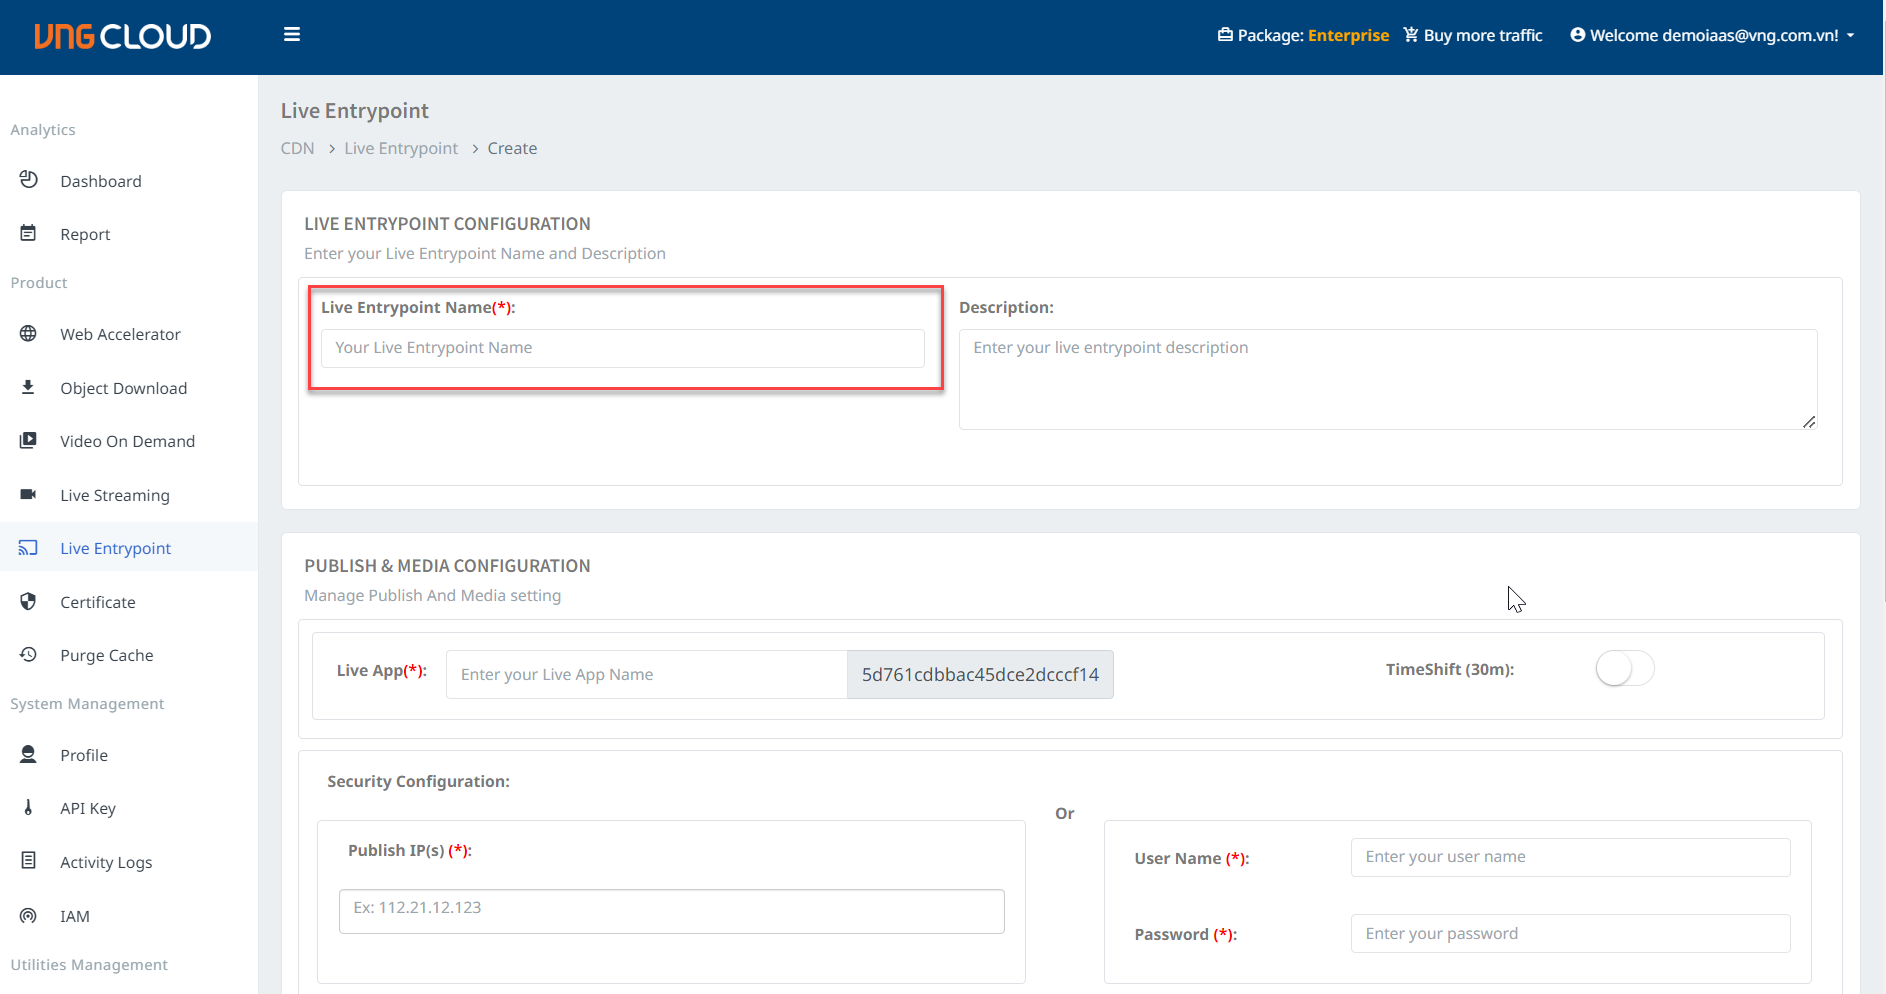 VNG CLOUD
Package: Enterprise
Buy more traffic
Welcome demoiaas@vng.com.vn!
Analytics
Dashboard
Report
Product
Web Accelerator
Object Download
Video On Demand
Live Streaming
Live Entrypoint
Certificate
Purge Cache
System Management
Profile
API Key
Activity Logs
IAM
Utilities Management
Live Entrypoint
CDN > Live Entrypoint > Create
LIVE ENTRYPOINT CONFIGURATION
Enter your Live Entrypoint Name and Description
Live Entrypoint Name(*):
Your Live Entrypoint Name
Description:
Enter your live entrypoint description
PUBLISH & MEDIA CONFIGURATION
Manage Publish And Media setting
Live App(*):
Enter your Live App Name
5d761cdbbac45dce2dcccf14
TimeShift (30m):
Security Configuration:
Publish IP(s) (*):
Ex: 112.21.12.123
Or
User Name (*):
Enter your user name
Password (*):
Enter your password